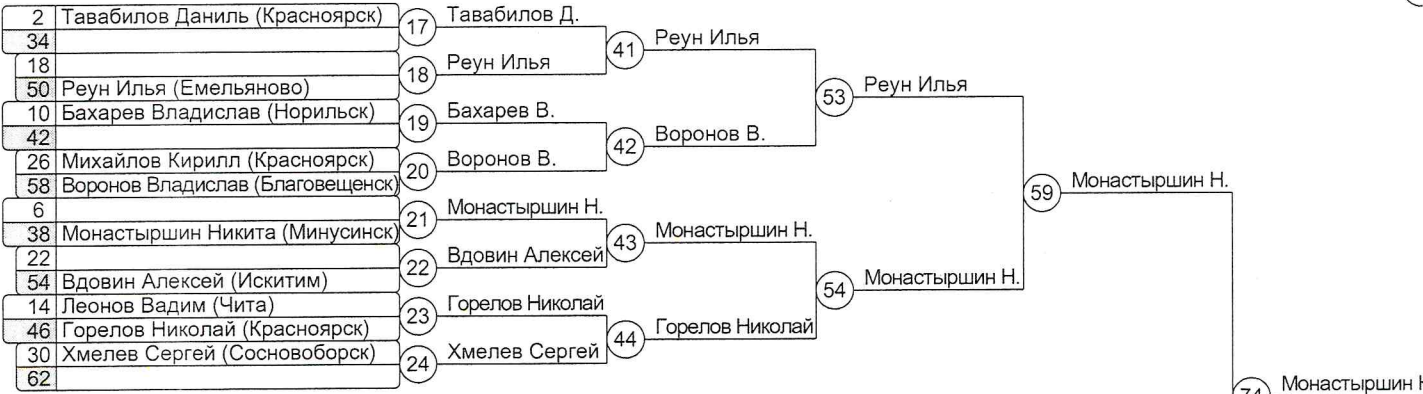 2 Тавабилов Даниль (Красноярск)
34
18
50 Реун Илья (Емельяново)
10 Бахарев Владислав (Норильск)
42
26 Михайлов Кирилл (Красноярск)
58 Воронов Владислав (Благовещенск)
6
38 Монастыршин Никита (Минусинск)
22
54 Вдовин Алексей (Искитим)
14 Леонов Вадим (Чита)
46 Горелов Николай (Красноярск)
30 Хмелев Сергей (Сосновоборск)
62
17 Тавабилов Д.
18 Реун Илья
19 Бахарев В.
20 Воронов В.
21 Монастыршин Н.
22 Вдовин Алексей
23 Горелов Николай
24 Хмелев Сергей
41 Реун Илья
42 Воронов В.
43 Монастыршин Н.
44 Горелов Николай
53 Реун Илья
54 Монастыршин Н.
59 Монастыршин Н.
74 Монастыршин